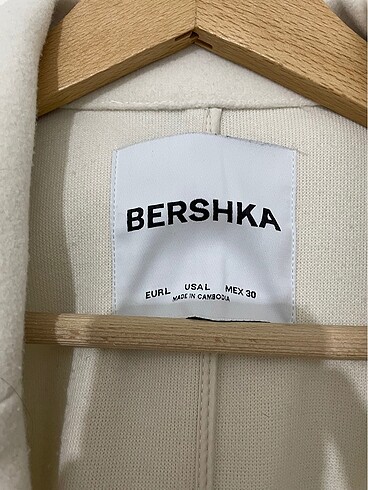 BERSHKA
EUR L USA L MEX 30
MADE IN CAMBODIA